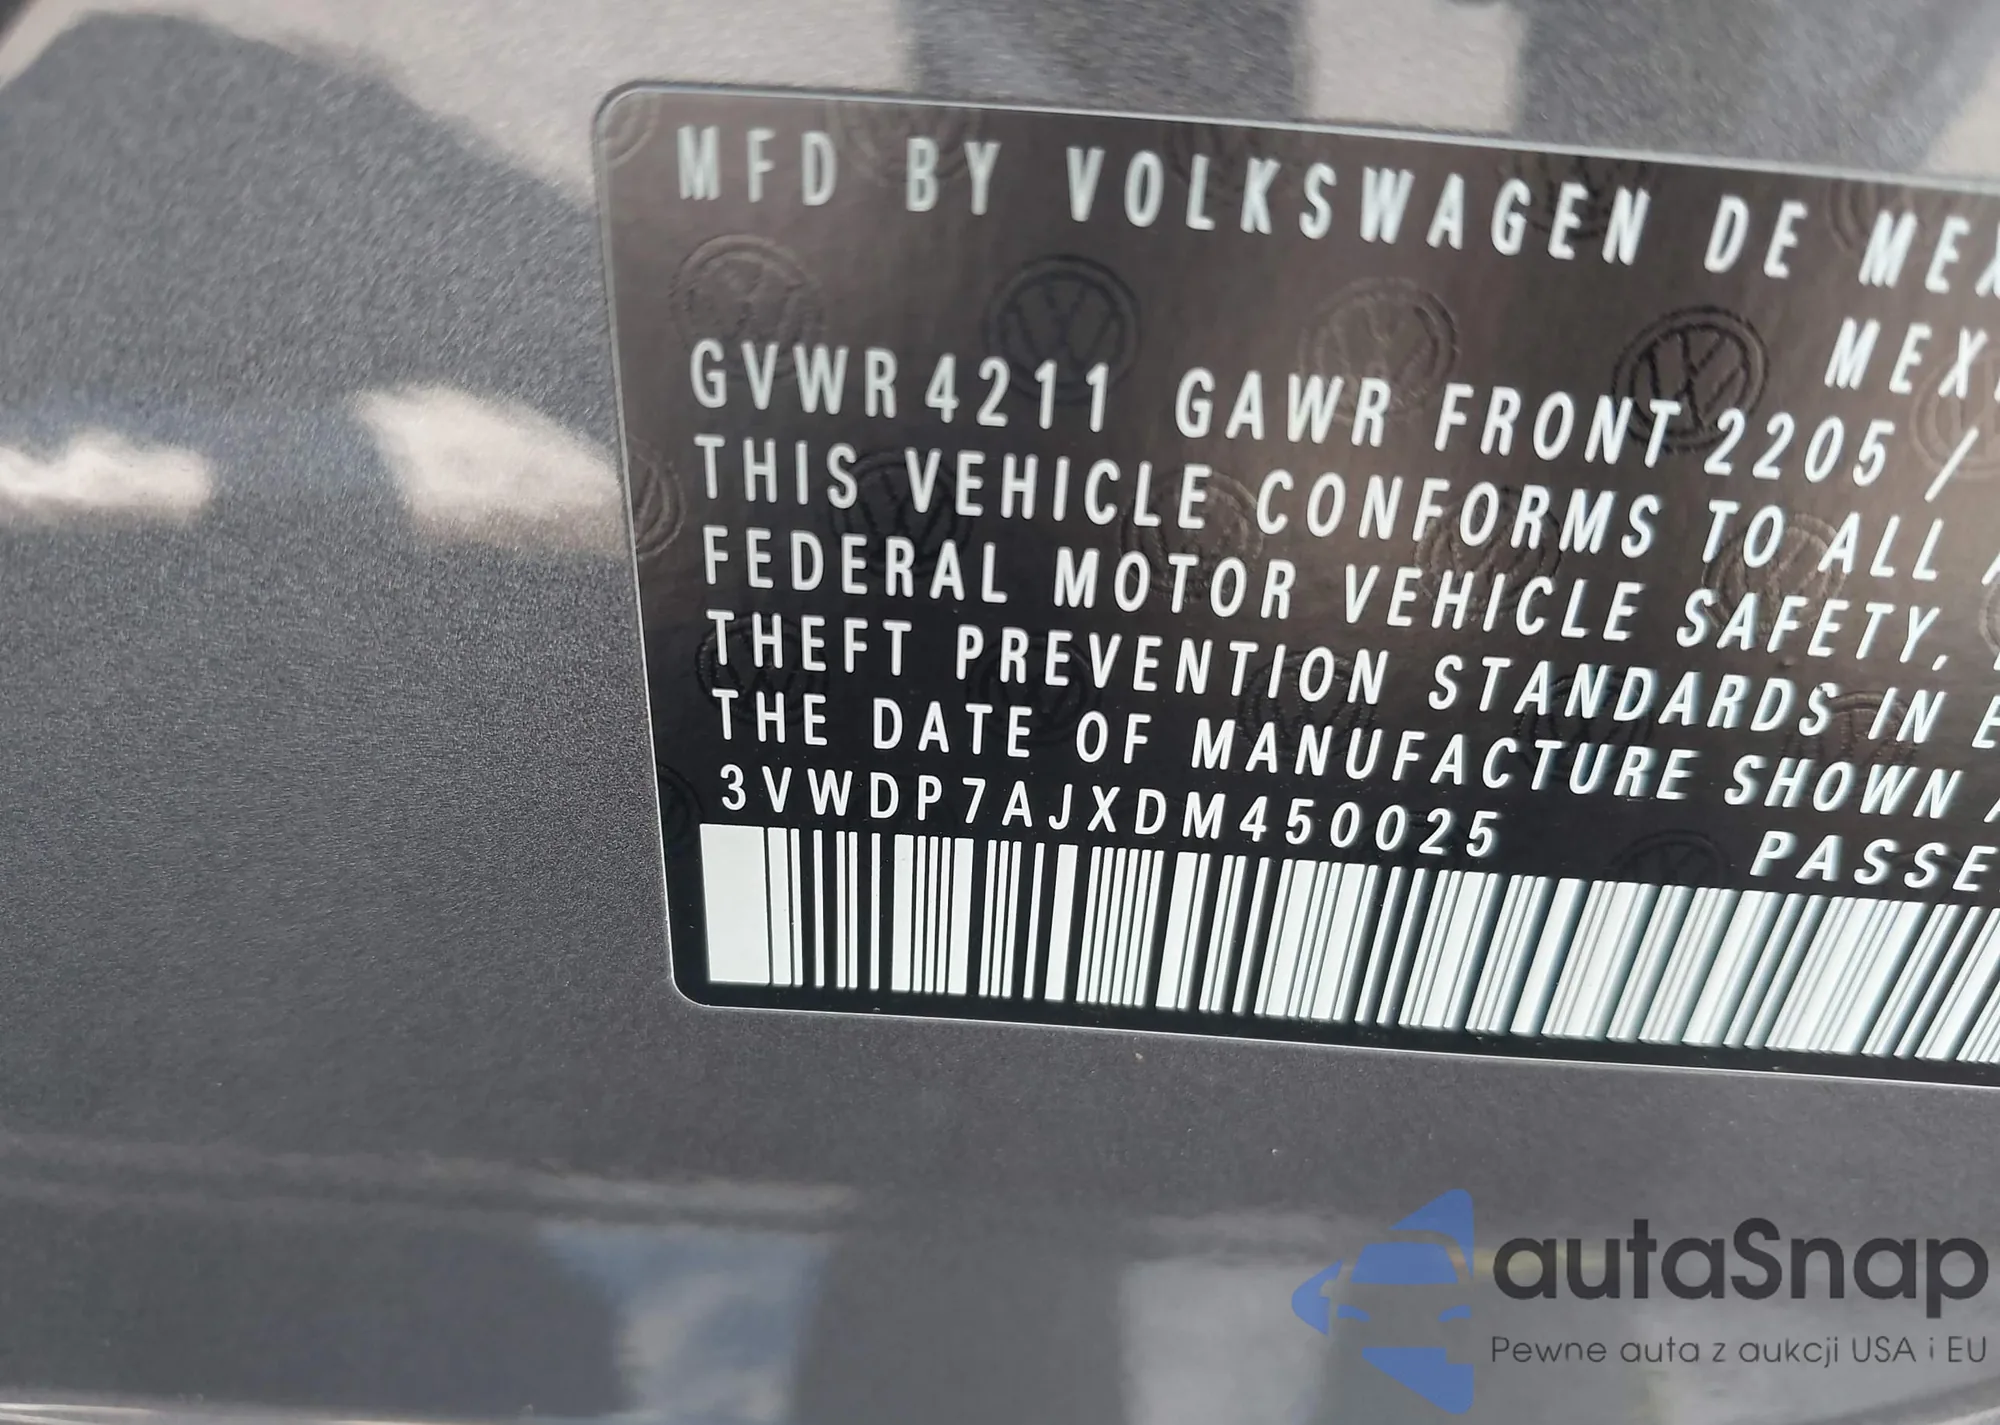 MFD BY VOLKSWAGEN DE MEX
MEX
GVWR 4211 GAWR FRONT 2205 /
THIS VEHICLE CONFORMS TO ALL A
FEDERAL MOTOR VEHICLE SAFETY,
THEFT PREVENTION STANDARDS IN E
THE DATE OF MANUFACTURE SHOWN A
3VWDP7AJXDM450025
PASSE
autaSnap
Pewne auta z aukcji USA i EU